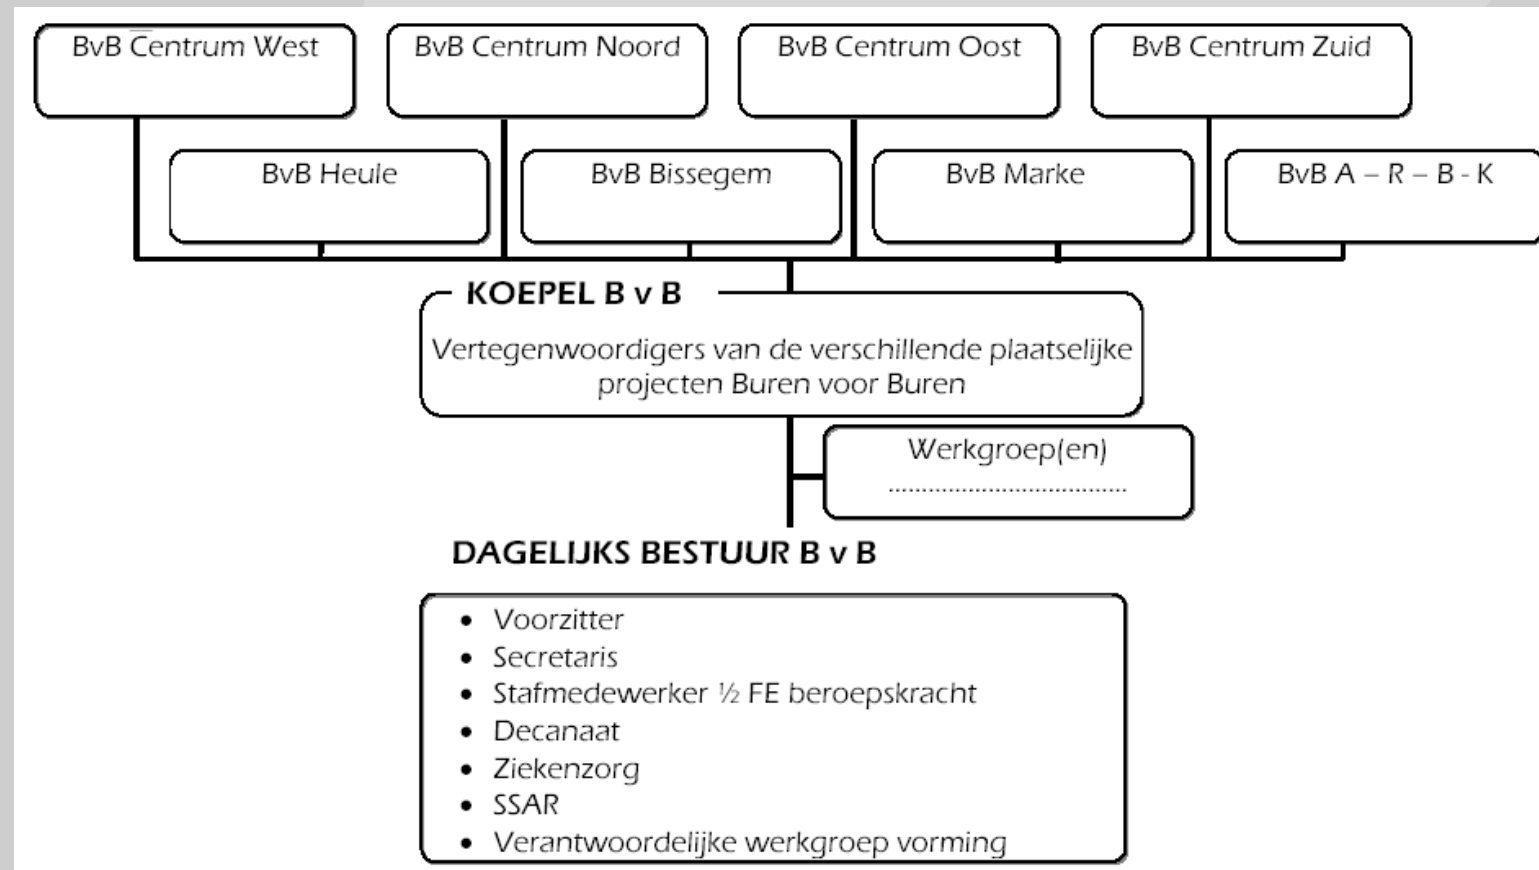 BvB Centrum West
BvB Centrum Noord
BvB Centrum Oost
BvB Centrum Zuid
BvB Heule
BvB Bissegem
BvB Marke
BvB A – R – B - K
KOEPEL B v B
Vertegenwoordigers van de verschillende plaatselijke
projecten Buren voor Buren
Werkgroep(en)
..................................
DAGELIJKS BESTUUR B v B
• Voorzitter
• Secretaris
• Stafmedewerker ½ FE beroepskracht
• Decanaat
• Ziekenzorg
• SSAR
• Verantwoordelijke werkgroep vorming